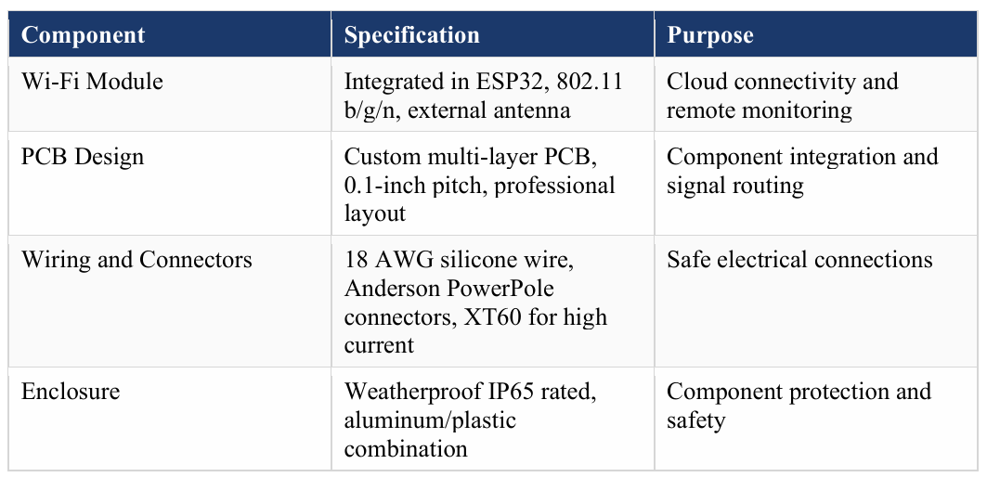 Component Specification Purpose
Wi-Fi Module
Integrated in ESP32, 802.11
b/g/n, external antenna
Cloud connectivity and
remote monitoring
PCB Design
Custom multi-layer PCB,
0.1-inch pitch, professional
layout
Component integration and
signal routing
Wiring and Connectors
18 AWG silicone wire,
Anderson PowerPole
connectors, XT60 for high
current
Safe electrical connections
Enclosure
Weatherproof IP65 rated,
aluminum/plastic
combination
Component protection and
safety